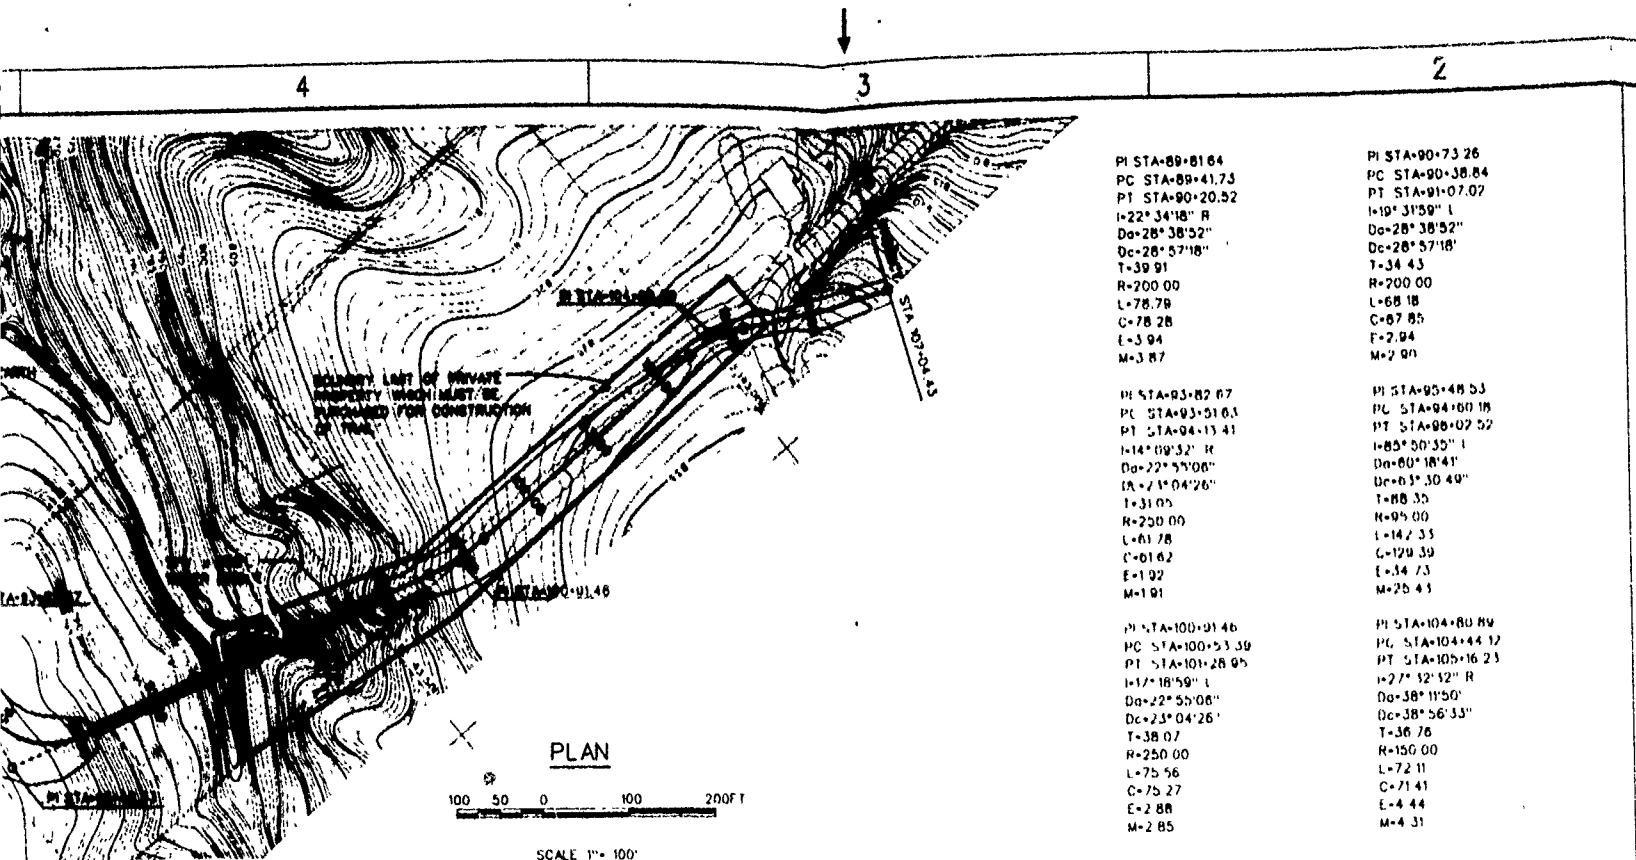 4
3
2
PI STA=89+81.64
PC STA=89+41.73
PT STA=90+20.52
I=22° 34'18" R
Da=28° 38'52"
Dc=28° 57'18"
T=39.91
R=200.00
L=78.79
C=78.28
E=3.94
M=3.87
PI STA=90+73.26
PC STA=90+38.84
PT STA=91+07.02
I=19° 31'59" L
Da=28° 38'52"
Dc=28° 57'18"
T=34.43
R=200.00
L=68.18
C=67.85
E=2.94
M=2.90
PI STA=93+82.67
PC STA=93+51.63
PT STA=94+13.41
I=14° 09'32" R
Da=22° 55'06"
Dc=23° 04'26"
T=31.05
R=250.00
L=61.78
C=61.62
E=1.92
M=1.91
PI STA=95+48.53
PC STA=94+60.18
PT STA=96+02.52
I=85° 50'35" L
Da=60° 18'41"
Dc=63° 30'49"
T=88.35
R=95.00
L=142.33
C=129.39
E=34.73
M=25.43
PI STA=100+91.46
PC STA=100+53.39
PT STA=101+28.95
I=17° 18'59" L
Da=22° 55'06"
Dc=23° 04'26"
T=38.07
R=250.00
L=75.56
C=75.27
E=2.88
M=2.85
PI STA=104+80.89
PC STA=104+44.12
PT STA=105+16.23
I=27° 32'32" R
Da=38° 11'50"
Dc=38° 56'33"
T=36.76
R=150.00
L=72.11
C=71.41
E=4.44
M=4.31
STA 107+04.43
BOUNDRY LMIT OF PRIVATE
PROPERTY WHICH MUST BE
PURCHASED FOR CONSTRUCTION
OF TRAIL
PI STA=100+91.46
PLAN
100 50 0 100 200FT
SCALE 1"= 100'